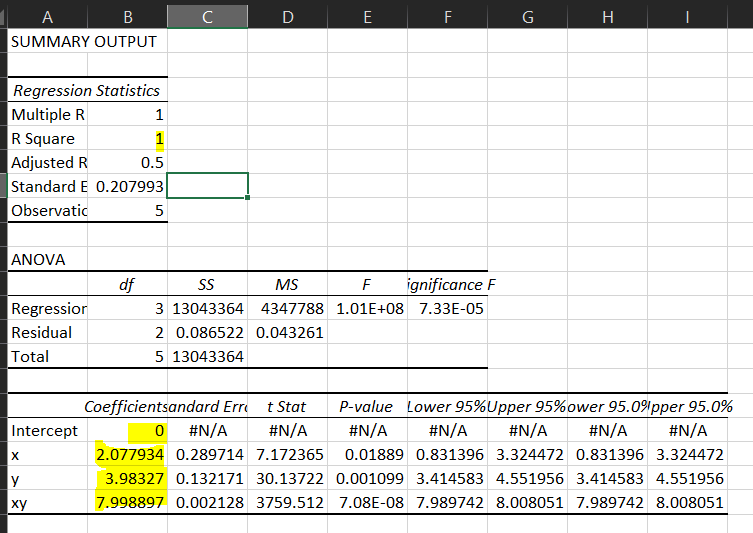 A B C D E F G H I
SUMMARY OUTPUT
Regression Statistics
Multiple R 1
R Square 1
Adjusted R 0.5
Standard E 0.207993
Observatic 5
ANOVA
df SS MS F ignificance F
Regression 3 13043364 4347788 1.01E+08 7.33E-05
Residual 2 0.086522 0.043261
Total 5 13043364
Coefficients andard Erro t Stat P-value Lower 95% Upper 95% ower 95.0% Ipper 95.0%
Intercept 0 #N/A #N/A #N/A #N/A #N/A #N/A #N/A
x 2.077934 0.289714 7.172365 0.01889 0.831396 3.324472 0.831396 3.324472
y 3.98327 0.132171 30.13722 0.001099 3.414583 4.551956 3.414583 4.551956
xy 7.998897 0.002128 3759.512 7.08E-08 7.989742 8.008051 7.989742 8.008051